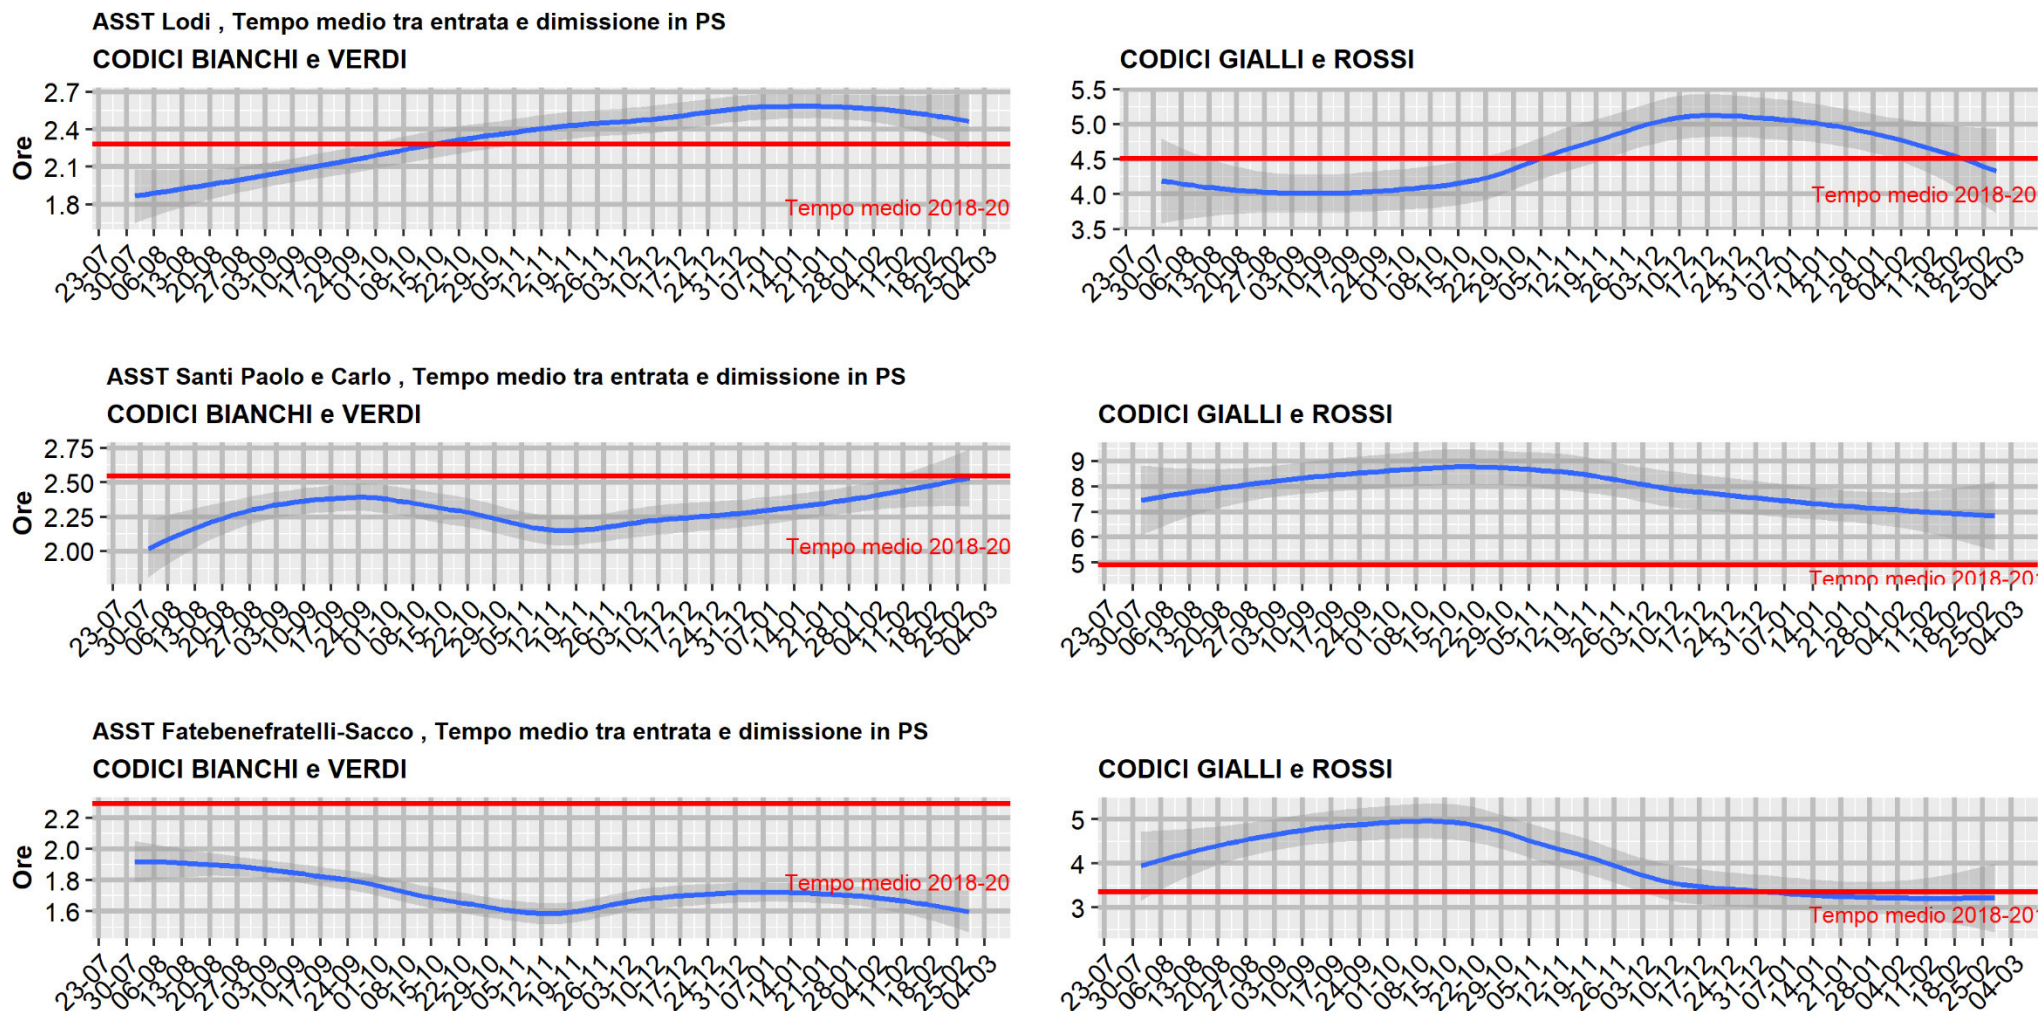 ASST Lodi , Tempo medio tra entrata e dimissione in PS
CODICI BIANCHI e VERDI
Ore
2.7
2.4
2.1
1.8
Tempo medio 2018-20
23-07 30-07 06-08 13-08 20-08 27-08 03-09 10-09 17-09 24-09 01-10 08-10 15-10 22-10 29-10 05-11 12-11 19-11 26-11 03-12 10-12 17-12 24-12 31-12 07-01 14-01 21-01 28-01 04-02 11-02 18-02 25-02 04-03
CODICI GIALLI e ROSSI
5.5
5.0
4.5
4.0
3.5
Tempo medio 2018-20
23-07 30-07 06-08 13-08 20-08 27-08 03-09 10-09 17-09 24-09 01-10 08-10 15-10 22-10 29-10 05-11 12-11 19-11 26-11 03-12 10-12 17-12 24-12 31-12 07-01 14-01 21-01 28-01 04-02 11-02 18-02 25-02 04-03
ASST Santi Paolo e Carlo , Tempo medio tra entrata e dimissione in PS
CODICI BIANCHI e VERDI
Ore
2.75
2.50
2.25
2.00
Tempo medio 2018-20
23-07 30-07 06-08 13-08 20-08 27-08 03-09 10-09 17-09 24-09 01-10 08-10 15-10 22-10 29-10 05-11 12-11 19-11 26-11 03-12 10-12 17-12 24-12 31-12 07-01 14-01 21-01 28-01 04-02 11-02 18-02 25-02 04-03
CODICI GIALLI e ROSSI
9
8
7
6
5
Tempo medio 2018-201
23-07 30-07 06-08 13-08 20-08 27-08 03-09 10-09 17-09 24-09 01-10 08-10 15-10 22-10 29-10 05-11 12-11 19-11 26-11 03-12 10-12 17-12 24-12 31-12 07-01 14-01 21-01 28-01 04-02 11-02 18-02 25-02 04-03
ASST Fatebenefratelli-Sacco , Tempo medio tra entrata e dimissione in PS
CODICI BIANCHI e VERDI
Ore
2.2
2.0
1.8
1.6
Tempo medio 2018-20
23-07 30-07 06-08 13-08 20-08 27-08 03-09 10-09 17-09 24-09 01-10 08-10 15-10 22-10 29-10 05-11 12-11 19-11 26-11 03-12 10-12 17-12 24-12 31-12 07-01 14-01 21-01 28-01 04-02 11-02 18-02 25-02 04-03
CODICI GIALLI e ROSSI
5
4
3
Tempo medio 2018-201
23-07 30-07 06-08 13-08 20-08 27-08 03-09 10-09 17-09 24-09 01-10 08-10 15-10 22-10 29-10 05-11 12-11 19-11 26-11 03-12 10-12 17-12 24-12 31-12 07-01 14-01 21-01 28-01 04-02 11-02 18-02 25-02 04-03